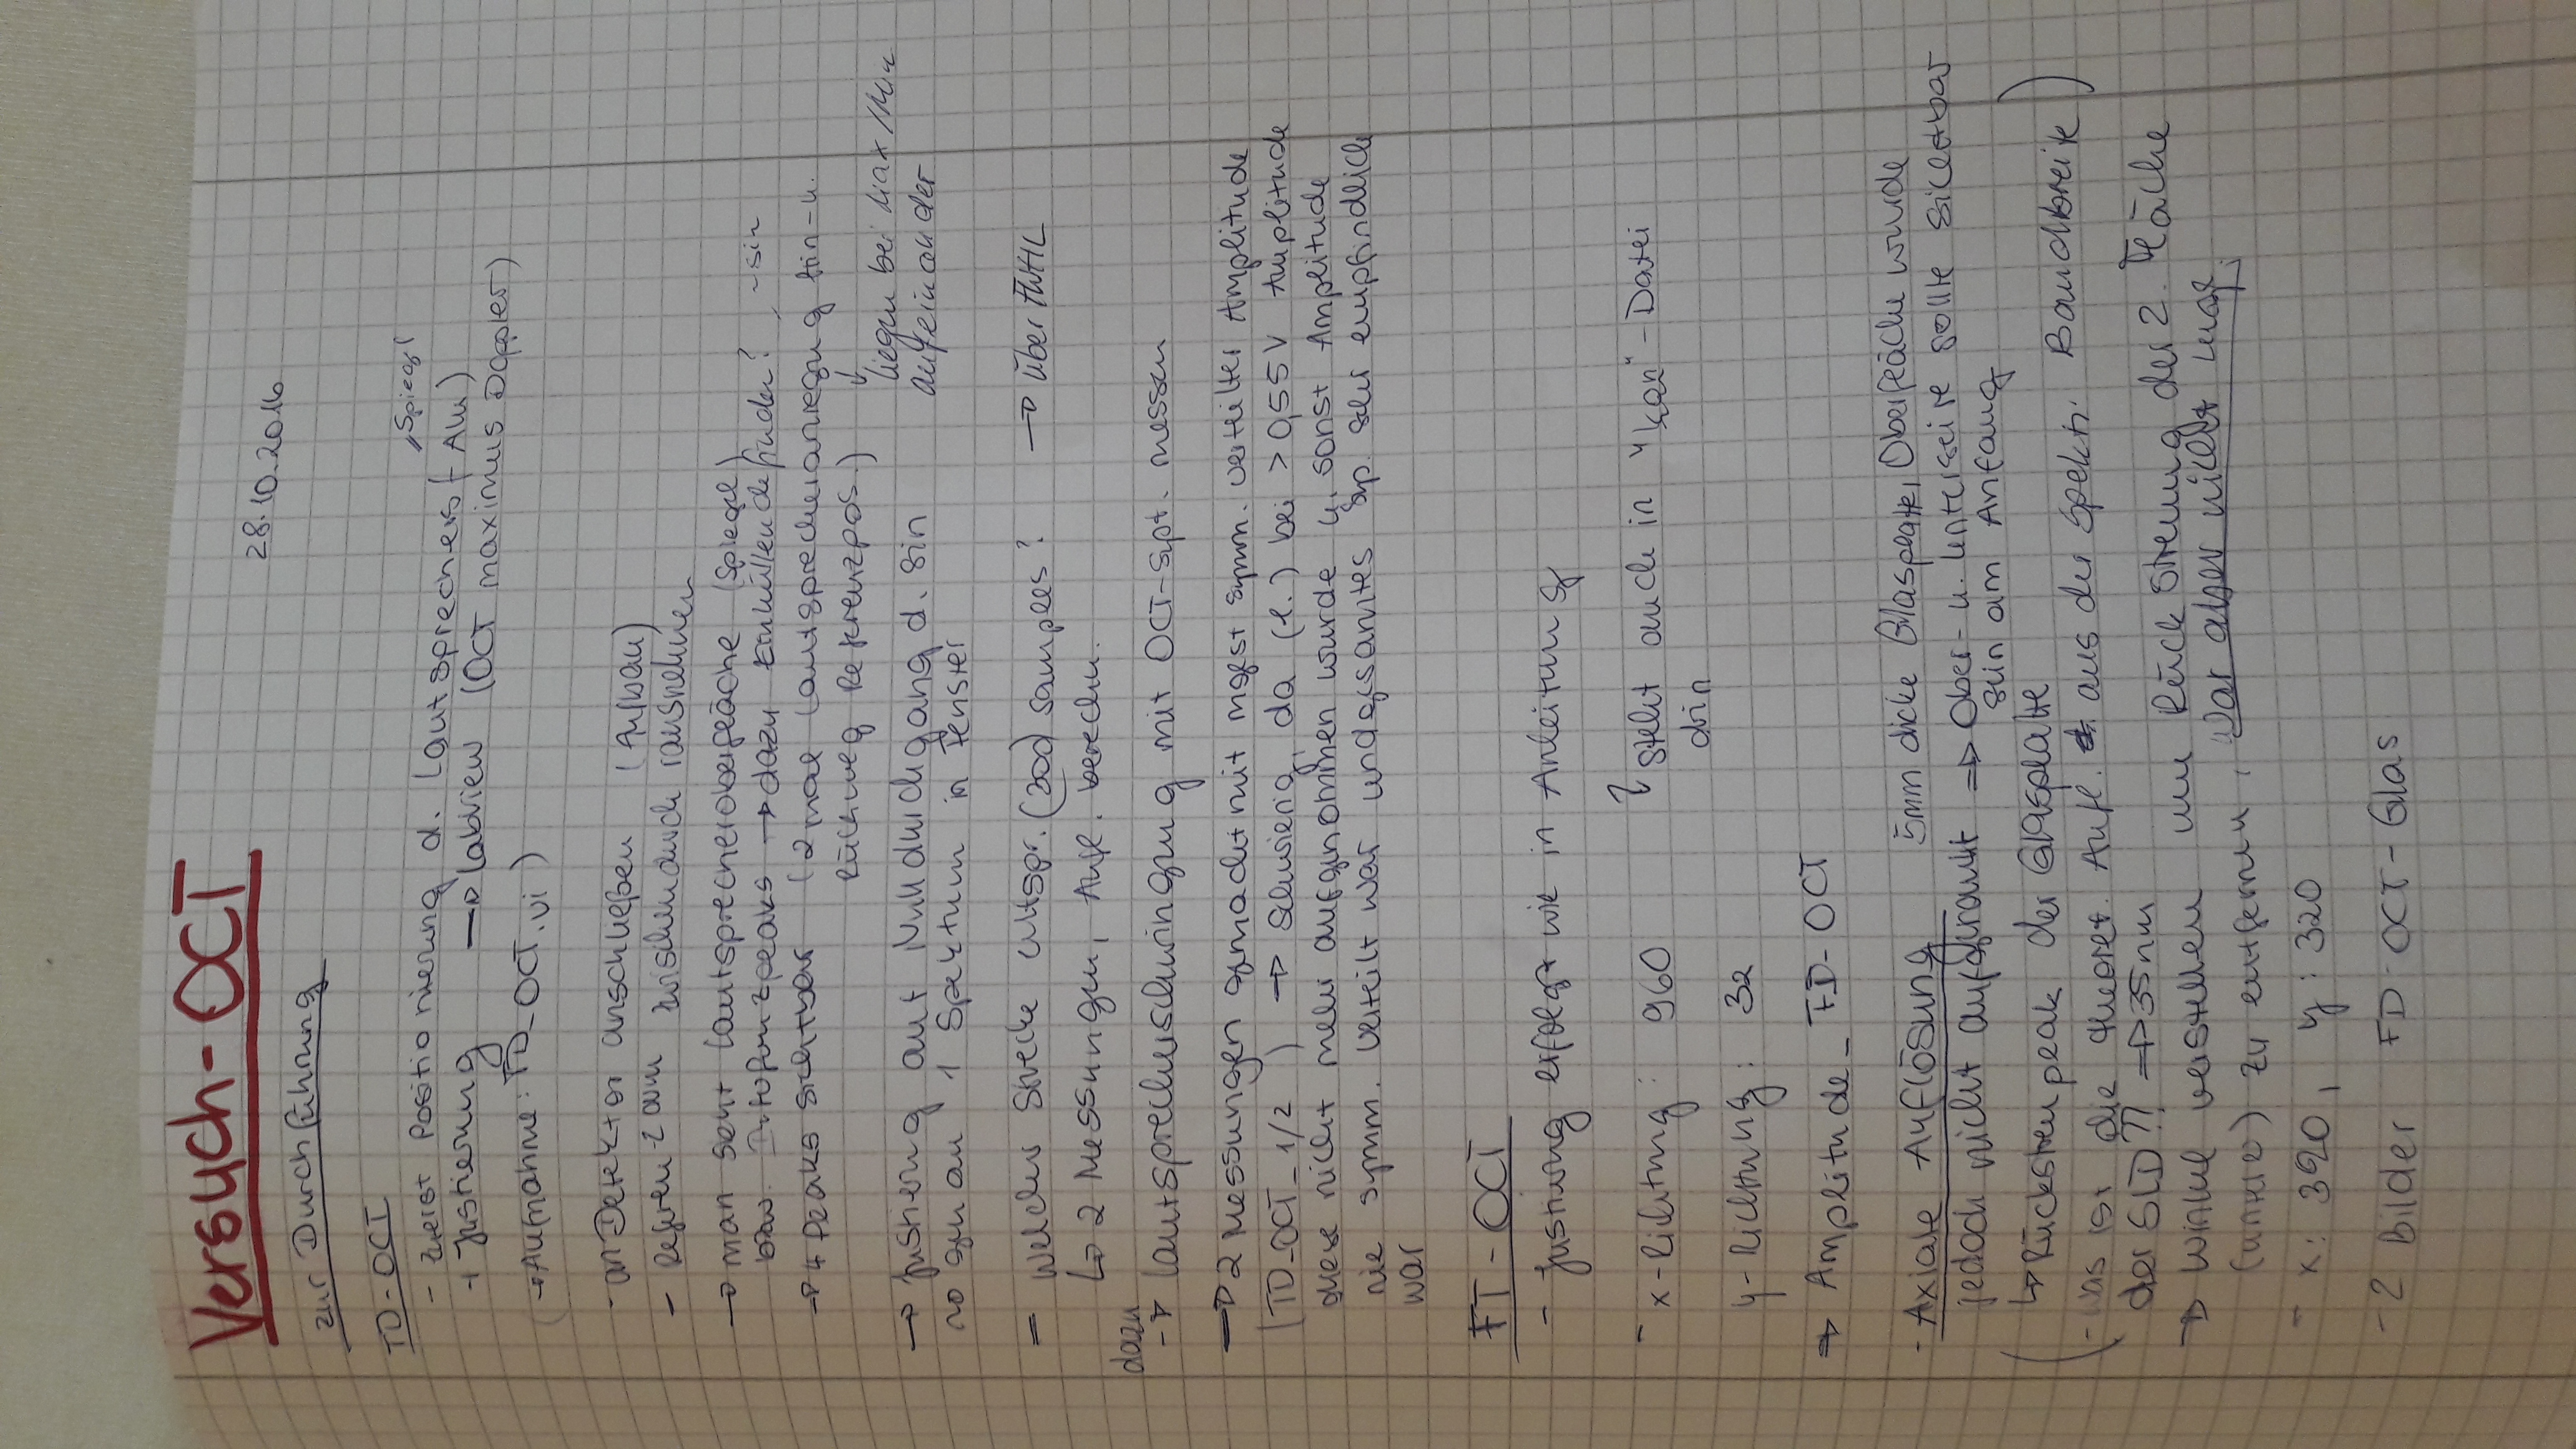 Versuch-OCT
28.10.2016
zur Durchführung
TD-OCT
"Spiegel
- zuerst Positionierung d. Lautsprechers (Alu)
+ Justierung → Labview (OCT maximus Doppler)
(→ Aufnahme: TD_OCT.vi)
- an Detektor anschließen (Aufbau)
- Referenzarm zwischendurch rausnehmen
→ man sieht Lautsprecheroberfläche (Spiegel)
bzw. Interferenzpeaks → dazu Einhüllende finden? ~sin
→ 4 Peaks sichtbar (2 mal Lautsprecheranregung Hin- u.
Rückweg Referenzpos.) ↓
liegen bei Max/Min
aufeinander
→ Justierung auf Nulldurchgang d. sin
genau 1 Spektrum in Fenster
- Welcher Strecke entspr. (300) samples? → über FWHL
↳ 2 Messungen, Aufl. berechn.
dazu
→ Lautsprecherschwingung mit OCT-Spt. messen
→ 2 Messungen gemacht mit mgest symm. verteilter Amplitude
(TD_OCT_1/2 ) → Schwierig, da (1.) bei > 0,55V Amplitude
diese nicht mehr aufgenommen wurde u. sonst Amplitude
nie symm. verteilt war und gesamtes Sp. sehr empfindlich
war
FT-OCT
- Justierung erfolgt wie in Anleitung
- x-Richtung: 960
steht auch in "kan"-Datei
drin
y-Richtung: 32
⇒ Amplitude_FD-OCT
- Axiale Auflösung 5mm dicke Glasplatte, Oberfläche wurde
jedoch nicht aufgerauht ⇒ Ober- u. Unterseite sollte sichtbar
sein am Anfang
(↳ Rückstreupeak der Glasplatte
- was ist die theoret. Aufl. aus der Spektr. Bandbreite)
der SLD?! ⇒ 35nm
→ Winkel verstellen um Rückstreuung der 2. Fläche
(untere) zu entfernen, war aber nicht mögl.
- x: 320, y: 320
- 2 Bilder FD-OCT-Glas